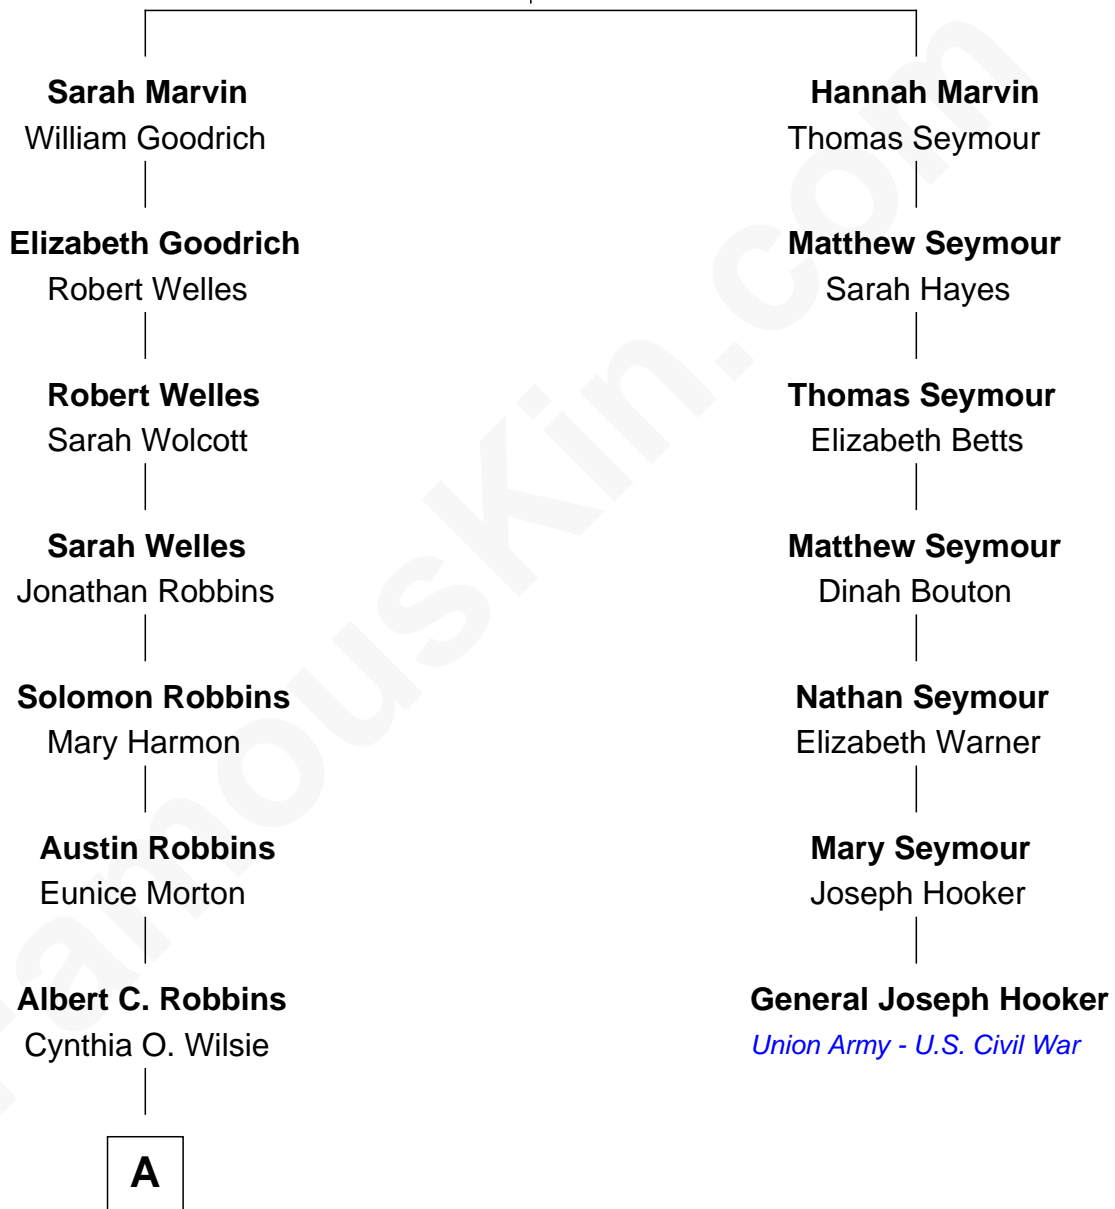 Sarah Marvin
William Goodrich
Hannah Marvin
Thomas Seymour
Elizabeth Goodrich
Robert Welles
Matthew Seymour
Sarah Hayes
Robert Welles
Sarah Wolcott
Thomas Seymour
Elizabeth Betts
Sarah Welles
Jonathan Robbins
Matthew Seymour
Dinah Bouton
Solomon Robbins
Mary Harmon
Nathan Seymour
Elizabeth Warner
Austin Robbins
Eunice Morton
Mary Seymour
Joseph Hooker
Albert C. Robbins
Cynthia O. Wilsie
General Joseph Hooker
Union Army - U.S. Civil War
A
FamousKin.com